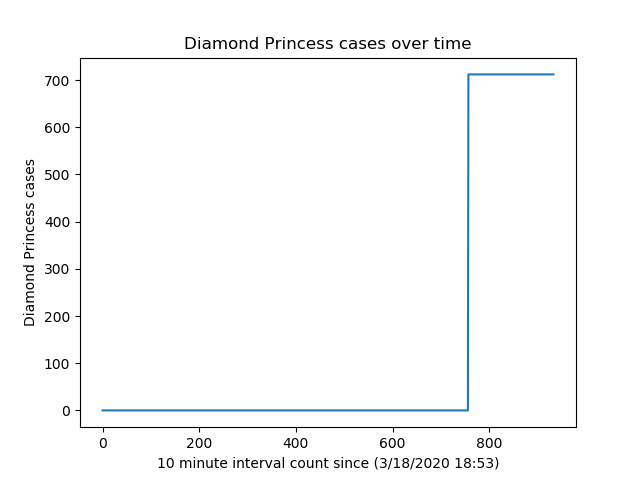 Diamond Princess cases over time
Diamond Princess cases
700
600
500
400
300
200
100
0
0 200 400 600 800
10 minute interval count since (3/18/2020 18:53)